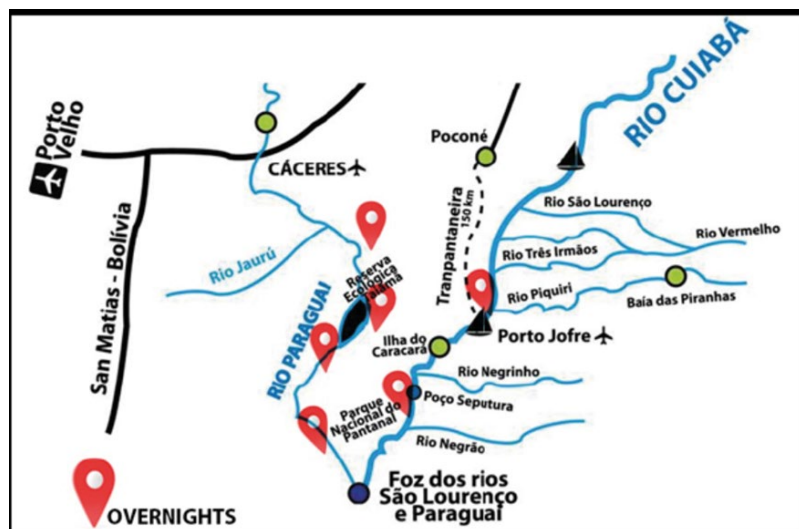 RIO CUIABÁ
Porto
Velho
Poconé
CÁCERES
Rio São Lourenço
Tranpantaneira
150 km
Rio Vermelho
Rio Três Irmãos
Rio Jaurú
Reserva
Ecológica
Taiamã
San Matias - Bolívia
Rio Piquiri
Baía das Piranhas
RIO PARAGUAI
Ilha do
Caracará
Porto Jofre
Rio Negrinho
Parque
Nacional do
Pantanal
Poço Seputura
Rio Negrão
Foz dos rios
São Lourenço
e Paraguai
OVERNIGHTS